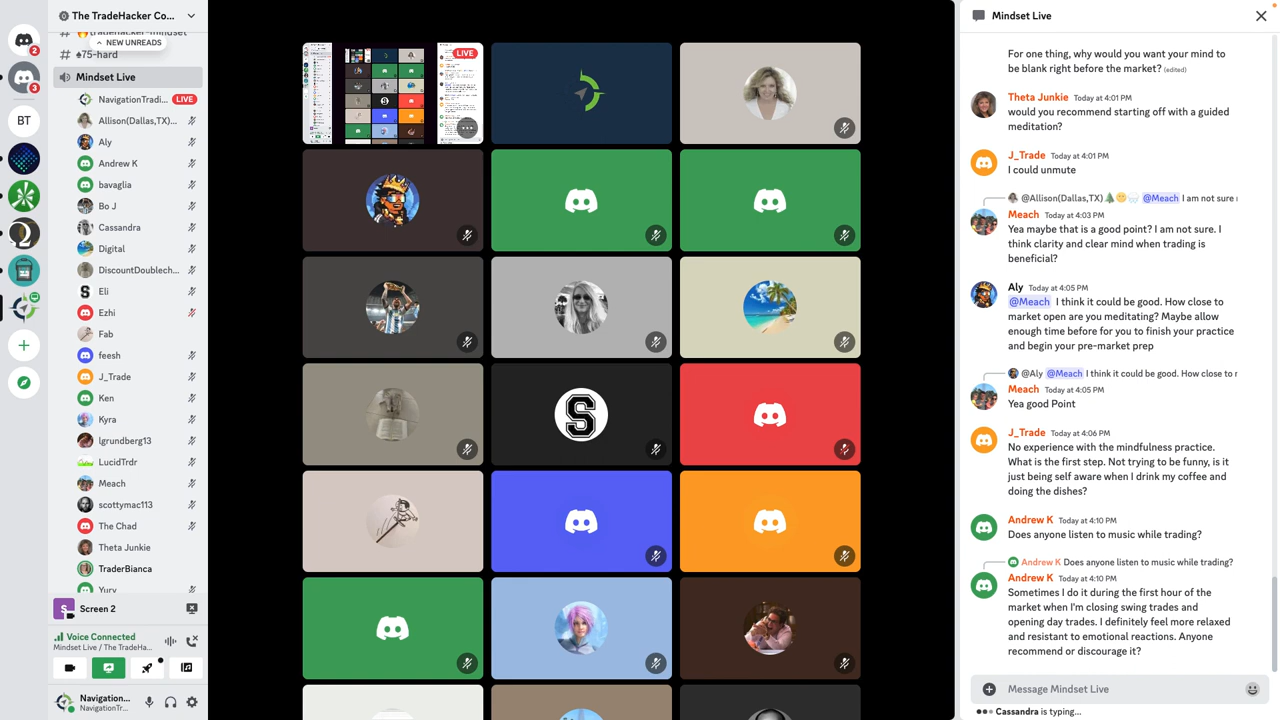 The TradeHacker Co...
NEW UNREADS
#75-hard
Mindset Live
NavigationTradi... LIVE
Allison(Dallas,TX)...
Aly
Andrew K
bavaglia
Bo J
Cassandra
Digital
DiscountDoublech...
Eli
Ezhi
Fab
feesh
J_Trade
Ken
Kyra
lgrundberg13
LucidTrdr
Meach
scottymac113
The Chad
Theta Junkie
TraderBianca
Yury
S Screen 2
Voice Connected
Mindset Live / The TradeHa...
Navigation...
NavigationTr...
2
3
BT
LIVE
S
Mindset Live
For one thing, why would you want your mind to
be blank right before the market? (edited)
Theta Junkie Today at 4:01 PM
would you recommend starting off with a guided
meditation?
J_Trade Today at 4:01 PM
I could unmute
@Allison(Dallas,TX) @Meach I am not sure
Meach Today at 4:03 PM
Yea maybe that is a good point? I am not sure. I
think clarity and clear mind when trading is
beneficial?
Aly Today at 4:05 PM
@Meach I think it could be good. How close to
market open are you meditating? Maybe allow
enough time before for you to finish your practice
and begin your pre-market prep
@Aly @Meach I think it could be good. How close to
Meach Today at 4:05 PM
Yea good Point
J_Trade Today at 4:06 PM
No experience with the mindfulness practice.
What is the first step. Not trying to be funny, is it
just being self aware when I drink my coffee and
doing the dishes?
Andrew K Today at 4:10 PM
Does anyone listen to music while trading?
Andrew K Does anyone listen to music while trading?
Andrew K Today at 4:10 PM
Sometimes I do it during the first hour of the
market when I'm closing swing trades and
opening day trades. I definitely feel more relaxed
and resistant to emotional reactions. Anyone
recommend or discourage it?
Message Mindset Live
Cassandra is typing...